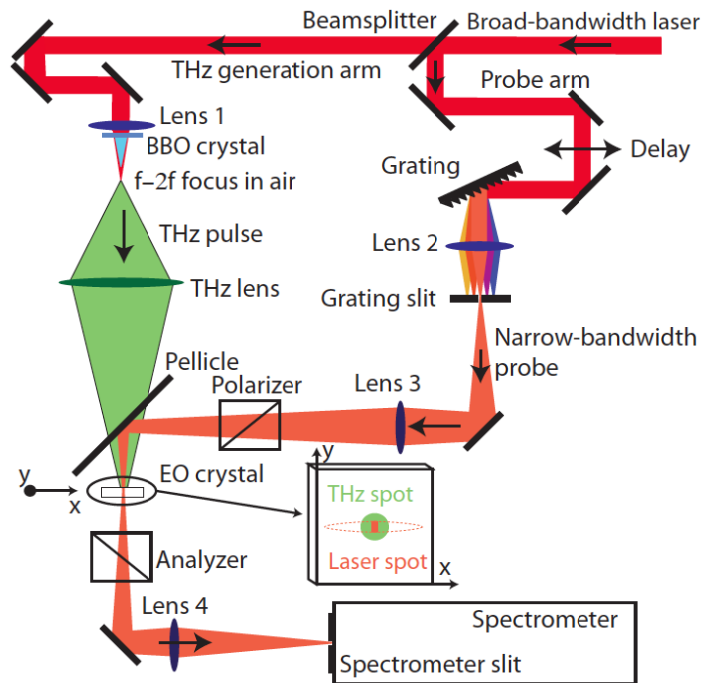 Beamsplitter
Broad-bandwidth laser
THz generation arm
Probe arm
Lens 1
BBO crystal
Grating
Delay
f–2f focus in air
THz pulse
Lens 2
THz lens
Grating slit
Narrow-bandwidth
probe
Pellicle
Polarizer
Lens 3
y
x
EO crystal
y
THz spot
Laser spot
x
Analyzer
Lens 4
Spectrometer
Spectrometer slit